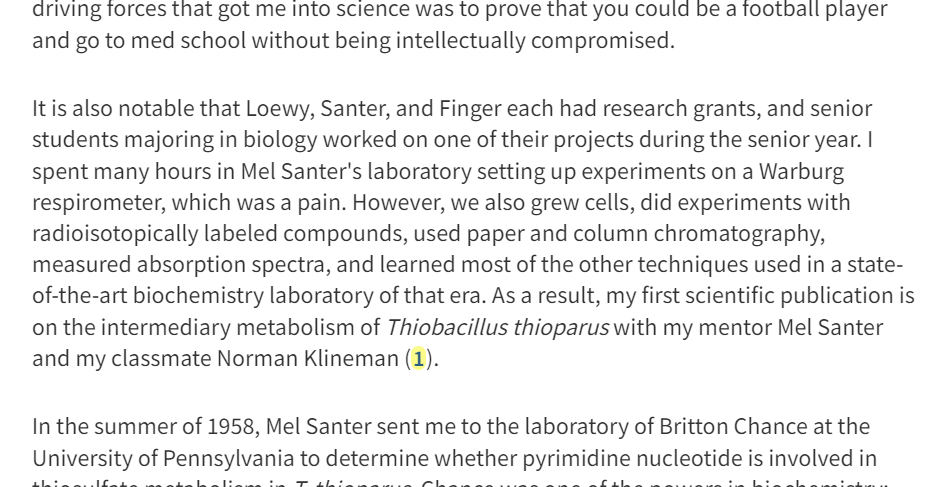 driving forces that got me into science was to prove that you could be a football player
and go to med school without being intellectually compromised.
It is also notable that Loewy, Santer, and Finger each had research grants, and senior
students majoring in biology worked on one of their projects during the senior year. I
spent many hours in Mel Santer's laboratory setting up experiments on a Warburg
respirometer, which was a pain. However, we also grew cells, did experiments with
radioisotopically labeled compounds, used paper and column chromatography,
measured absorption spectra, and learned most of the other techniques used in a state-
of-the-art biochemistry laboratory of that era. As a result, my first scientific publication is
on the intermediary metabolism of Thiobacillus thioparus with my mentor Mel Santer
and my classmate Norman Klineman (1).
In the summer of 1958, Mel Santer sent me to the laboratory of Britton Chance at the
University of Pennsylvania to determine whether pyrimidine nucleotide is involved in
thiosulfate metabolism in T. thioparus. Chance was one of the powers in biochemistry;